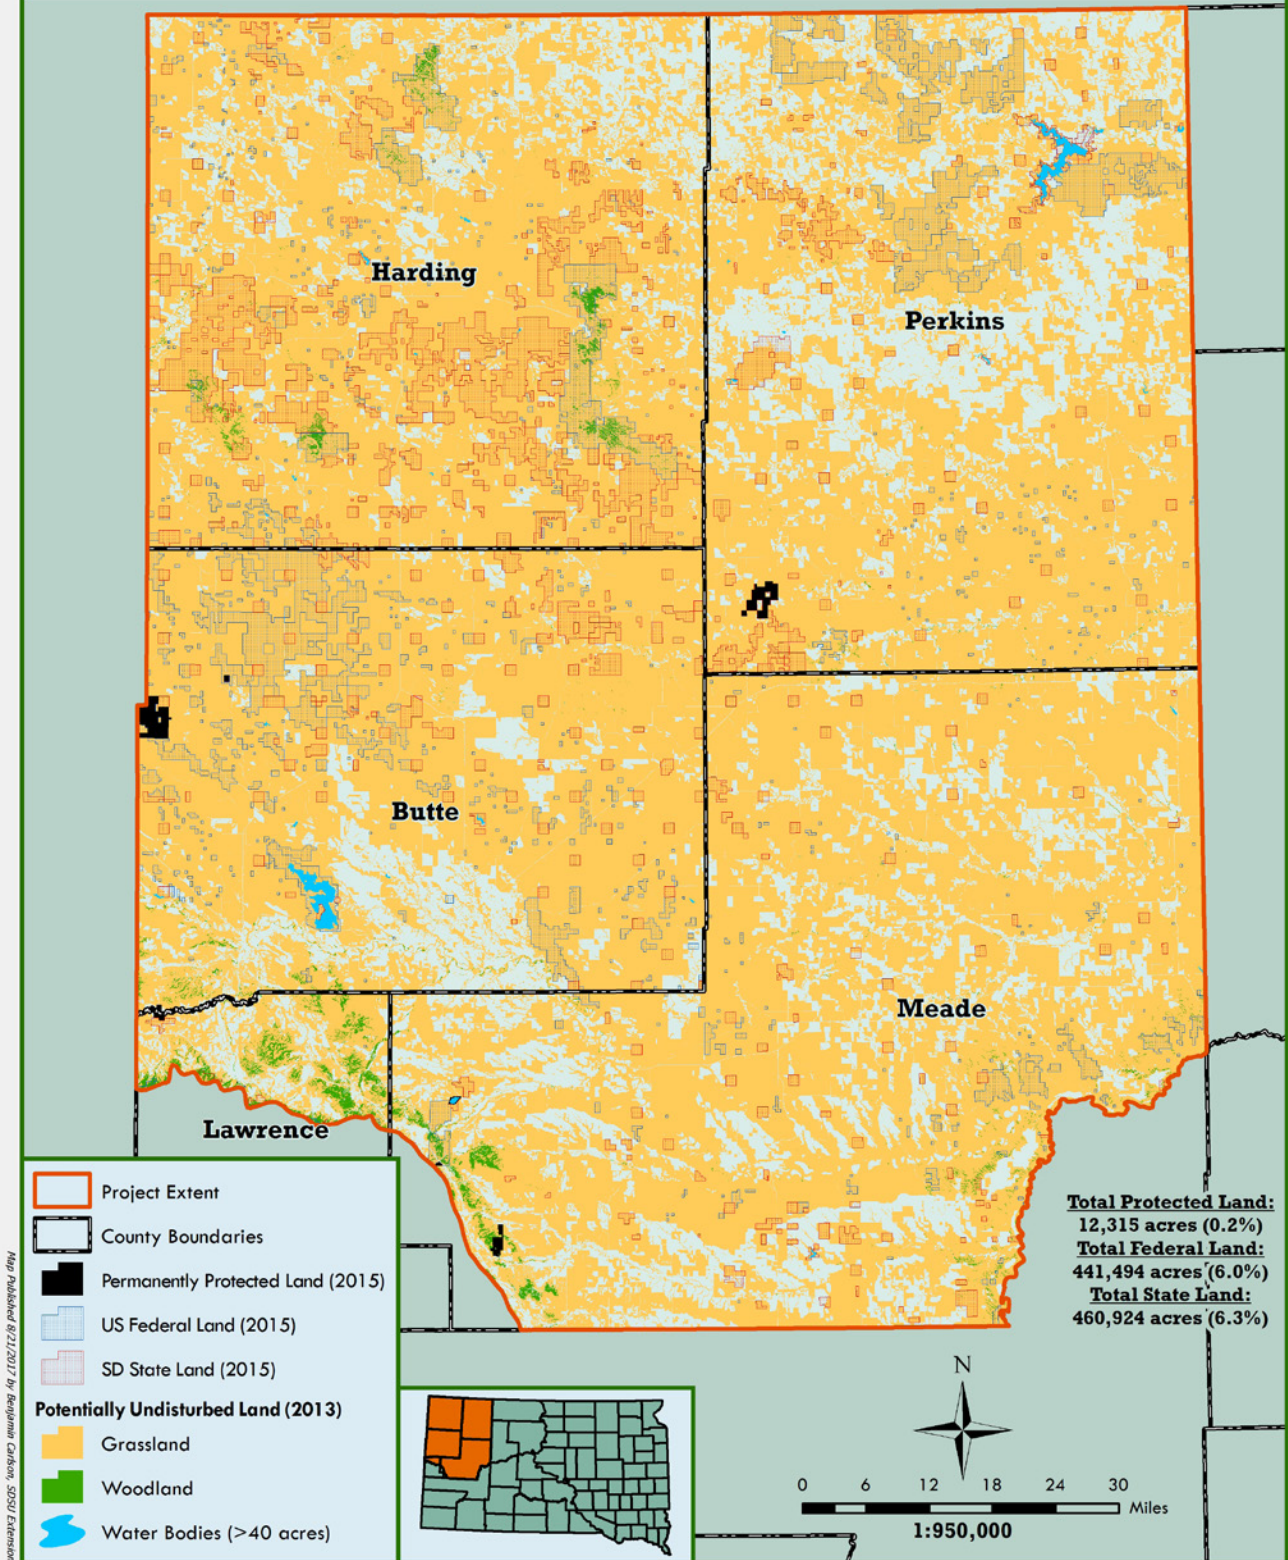 Harding
Perkins
Butte
Meade
Lawrence
Project Extent
County Boundaries
Permanently Protected Land (2015)
US Federal Land (2015)
SD State Land (2015)
Potentially Undisturbed Land (2013)
Grassland
Woodland
Water Bodies (>40 acres)
Total Protected Land:
12,315 acres (0.2%)
Total Federal Land:
441,494 acres (6.0%)
Total State Land:
460,924 acres (6.3%)
N
0 6 12 18 24 30
Miles
1:950,000
Map Published 8/21/2017 by Benjamin Carlson, SDSU Extension